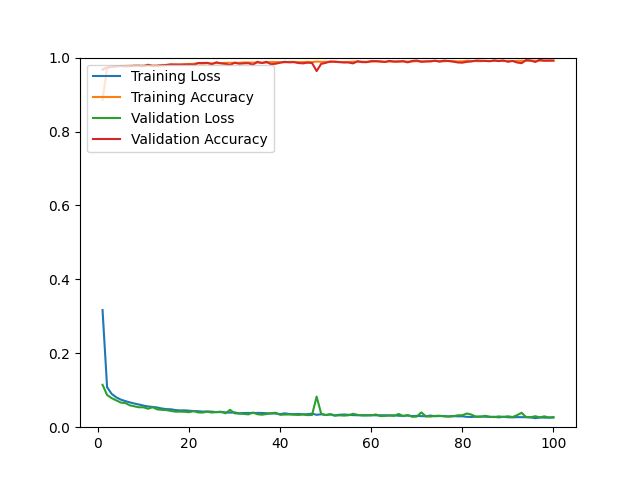 1.0
0.8
0.6
0.4
0.2
0.0
Training Loss
Training Accuracy
Validation Loss
Validation Accuracy
0 20 40 60 80 100